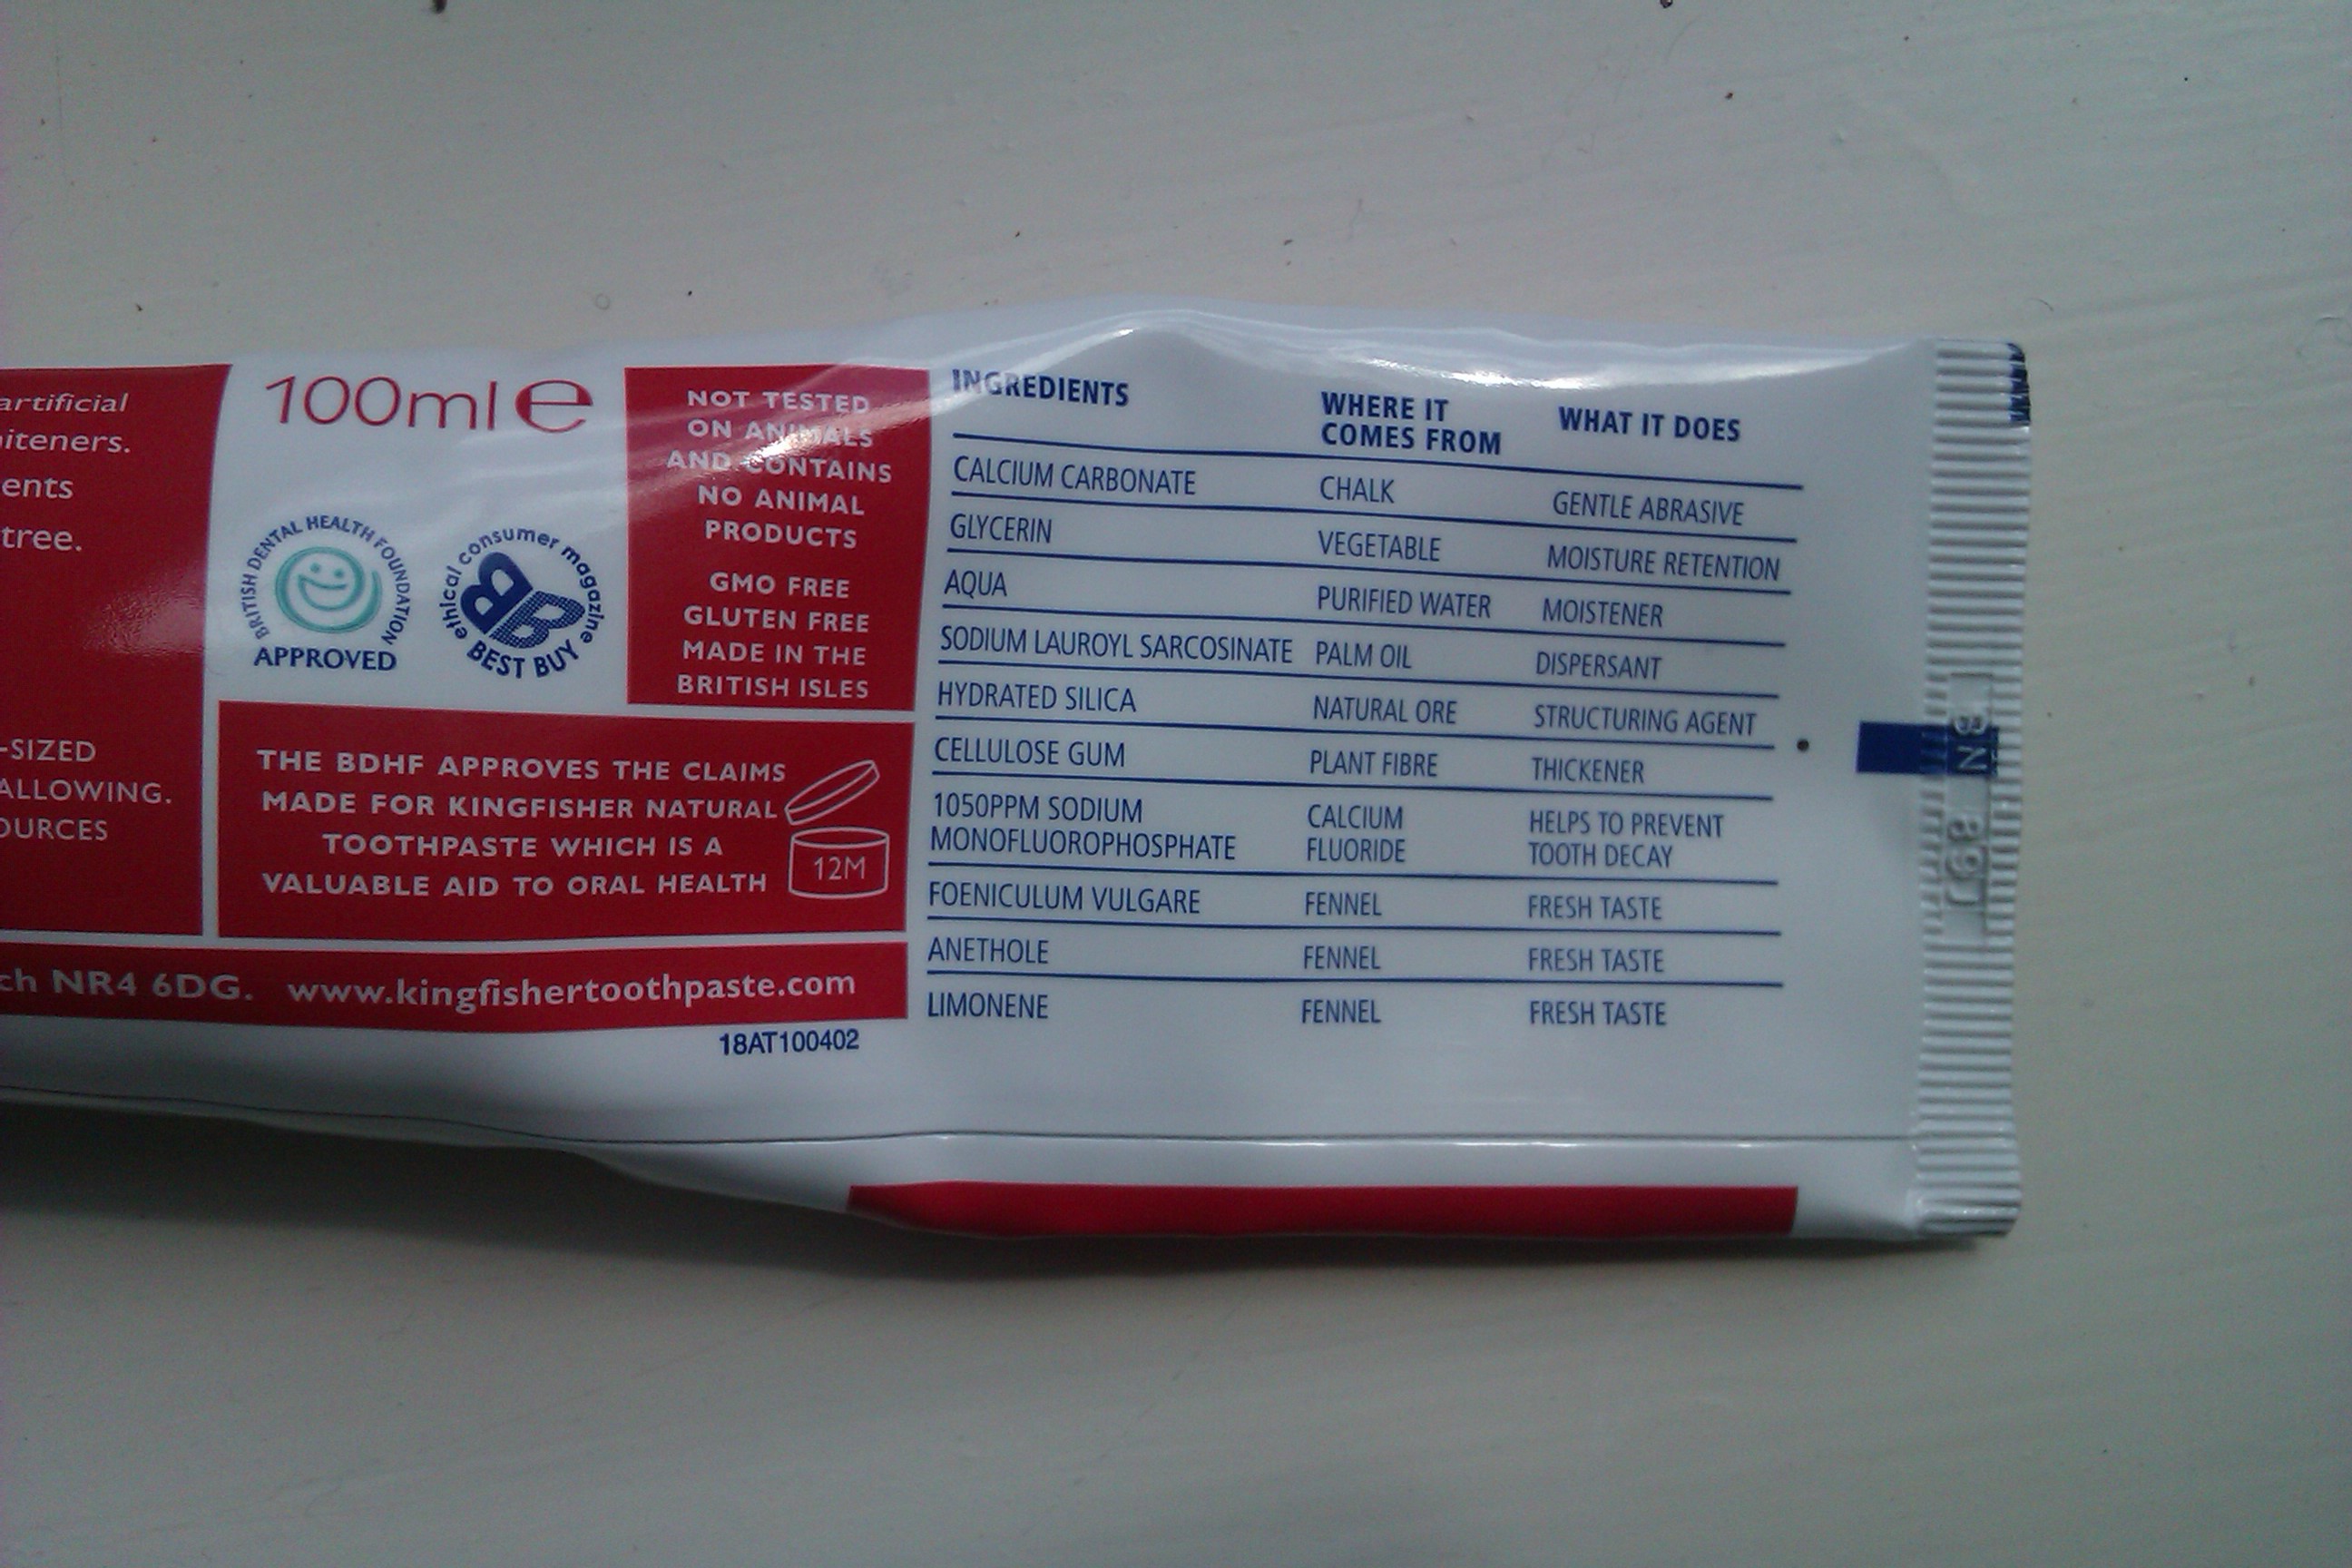 artificial
iteners.
ents
tree.
-SIZED
ALLOWING.
OURCES
ch NR4 6DG. www.kingfishertoothpaste.com
100ml e
BRITISH DENTAL HEALTH FOUNDATION
APPROVED
ethical consumer magazine
BB
BEST BUY
NOT TESTED
ON ANIMALS
AND CONTAINS
NO ANIMAL
PRODUCTS
GMO FREE
GLUTEN FREE
MADE IN THE
BRITISH ISLES
THE BDHF APPROVES THE CLAIMS
MADE FOR KINGFISHER NATURAL
TOOTHPASTE WHICH IS A
VALUABLE AID TO ORAL HEALTH
12M
18AT100402
INGREDIENTS WHERE IT COMES FROM WHAT IT DOES
CALCIUM CARBONATE CHALK GENTLE ABRASIVE
GLYCERIN VEGETABLE MOISTURE RETENTION
AQUA PURIFIED WATER MOISTENER
SODIUM LAUROYL SARCOSINATE PALM OIL DISPERSANT
HYDRATED SILICA NATURAL ORE STRUCTURING AGENT
CELLULOSE GUM PLANT FIBRE THICKENER
1050PPM SODIUM CALCIUM HELPS TO PREVENT
MONOFLUOROPHOSPHATE FLUORIDE TOOTH DECAY
FOENICULUM VULGARE FENNEL FRESH TASTE
ANETHOLE FENNEL FRESH TASTE
LIMONENE FENNEL FRESH TASTE